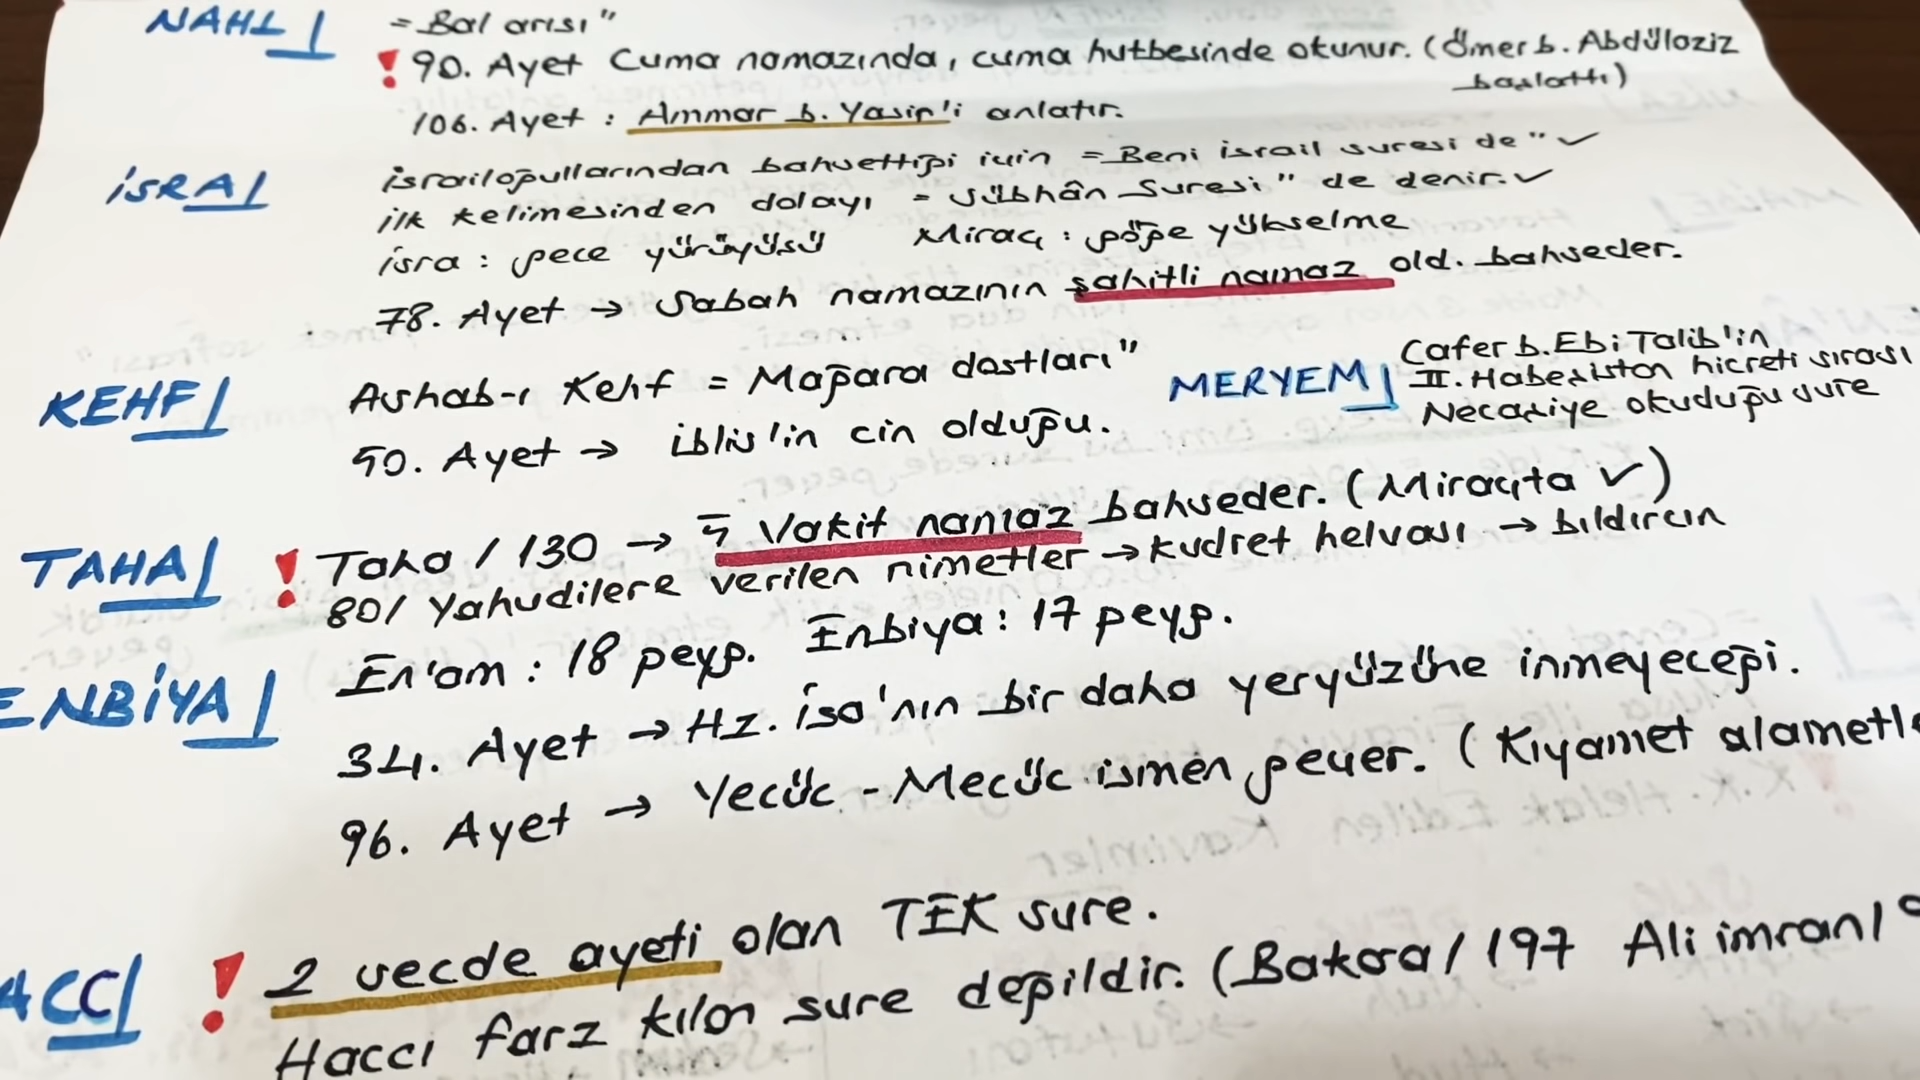 NAHL = Bal arısı"
! 90. Ayet Cuma namazında, cuma hutbesinde okunur. (Ömer b. Abdülaziz
başlattı)
106. Ayet : Ammar b. Yasir'i anlatır.
İSRA israiloğullarından bahsettiği için = Beni israil suresi de" ✓
ilk kelimesinden dolayı = Sübhân Suresi" de denir. ✓
isra : gece yürüyüşü Miraç : göğe yükselme
78. Ayet → Sabah namazının şahitli namaz old. bahseder.
KEHF Ashab-ı Kehf = Mağara dostları"
50. Ayet → iblis'in cin olduğu.
MERYEM Cafer b. Ebi Talib'in
II. Habeşistan hicreti sırası
Necaşiye okuduğu sure
TAHA ! Taha / 130 → 5 Vakit namaz bahseder. (Miraçta ✓)
80/ Yahudilere verilen nimetler → kudret helvası → bıldırcın
ENBİYA En'am : 18 peyg. Enbiya : 17 peyg.
34. Ayet → Hz. İsa'nın bir daha yeryüzüne inmeyeceği.
96. Ayet → Yecüc - Mecüc ismen geçer. (Kıyamet alametle
ACC ! 2 secde ayeti olan TEK sure.
Haccı farz kılan sure değildir. (Bakara / 197 Ali imran/